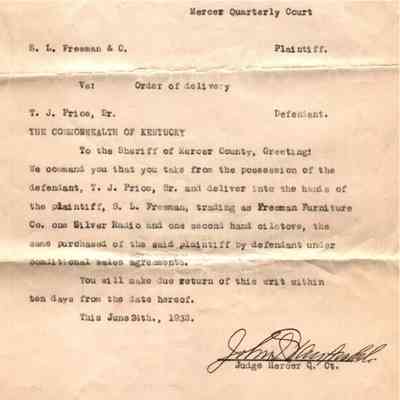 Mercer Quarterly Court
S. L. Freeman & C. Plaintiff.
Vs: Order of delivery
T. J. Price, Sr. Defendant.
THE COMMONWEALTH OF KENTUCKY
To the Sheriff of Mercer County, Greeting:
We command you that you take from the possession of the
defendant, T. J. Price, Sr. and deliver into the hands of
the plaintiff, S. L. Freeman, trading as Freeman Furniture
Co. one Silver Radio and one second hand oilstove, the
same purchased of the said plaintiff by defendant under
conditional sales agreements.
You will make due return of this writ within
ten days from the date hereof.
This June 24th., 1932.
John
Judge Mercer Q. Ct.